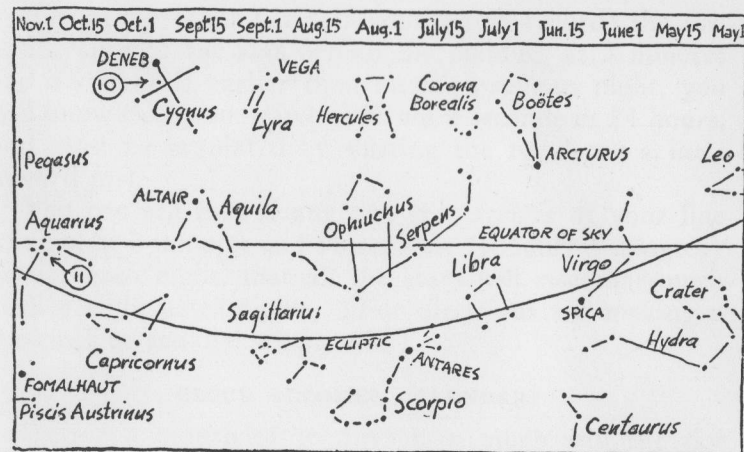 Nov.1 Oct.15 Oct.1 Sept15 Sept.1 Aug.15 Aug.1 July15 July1 Jun.15 June1 May15 May1
DENEB
10
Cygnus
VEGA
Lyra
Hercules
Corona
Borealis
Boötes
ARCTURUS
Leo
Pegasus
ALTAIR
Aquila
Ophiuchus
Serpens
Aquarius
11
EQUATOR OF SKY
Libra
Virgo
Crater
Sagittarius
SPICA
Capricornus
ECLIPTIC
ANTARES
Hydra
FOMALHAUT
Piscis Austrinus
Scorpio
Centaurus